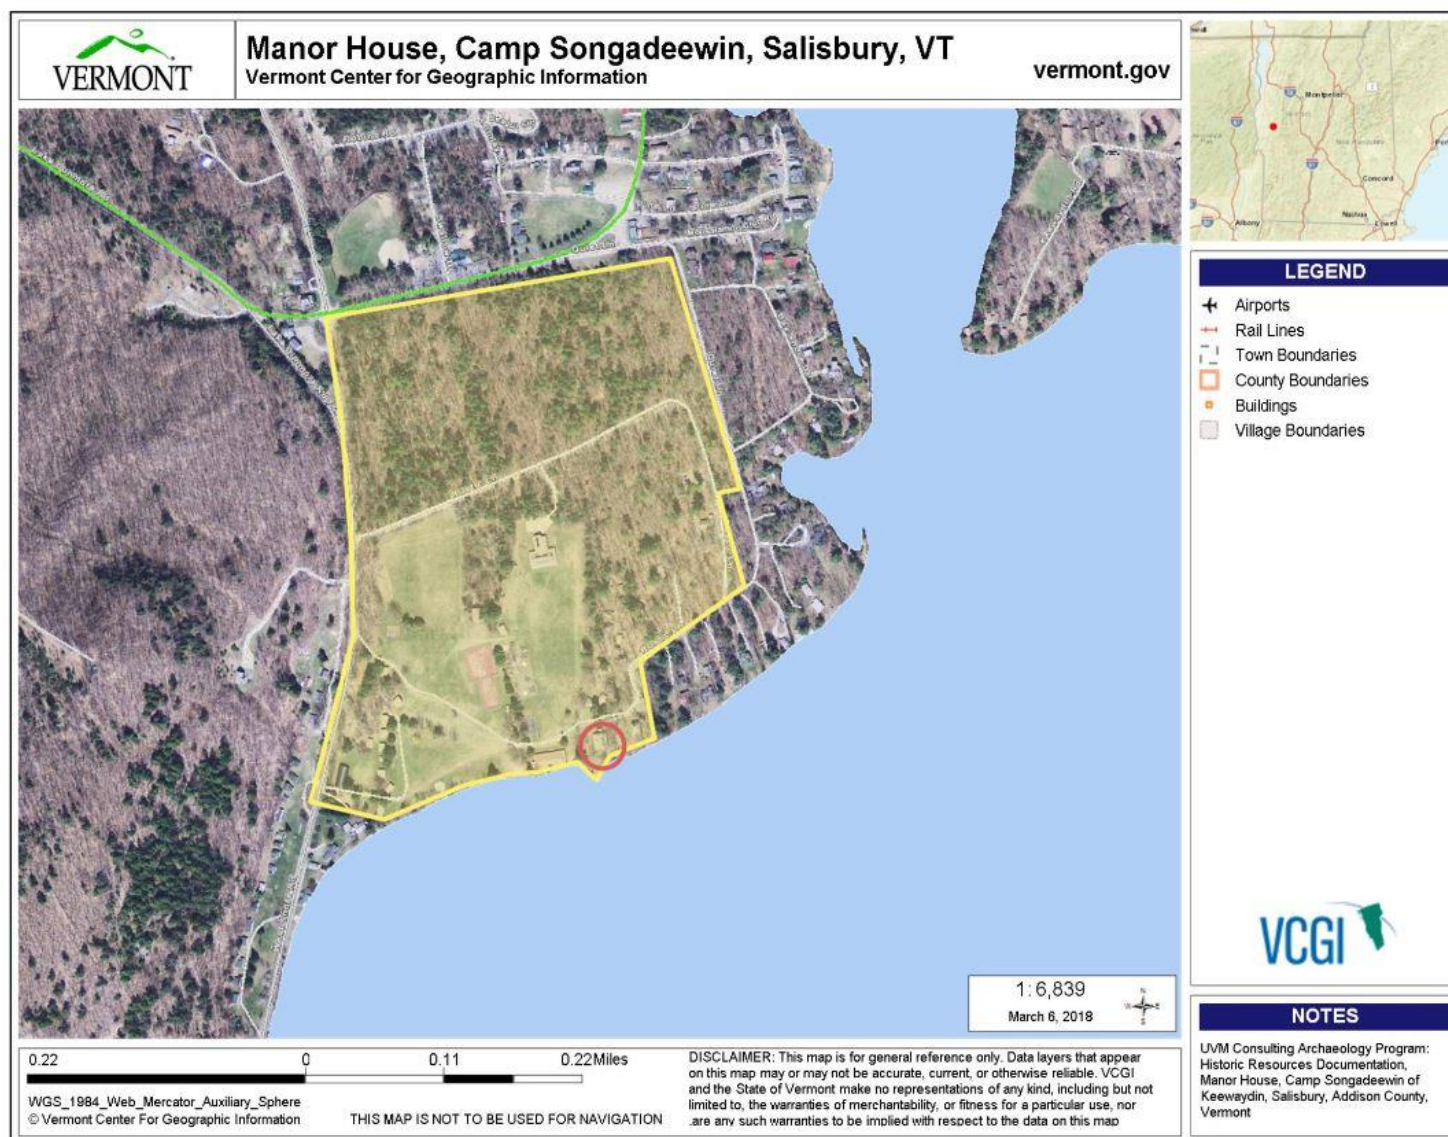 VERMONT
Manor House, Camp Songadeewin, Salisbury, VT
Vermont Center for Geographic Information
vermont.gov
Montpelier
Concord
Nashua
Lowell
Albany
LEGEND
Airports
Rail Lines
Town Boundaries
County Boundaries
Buildings
Village Boundaries
VCGI
1: 6,839
March 6, 2018
N
W E
S
NOTES
UVM Consulting Archaeology Program:
Historic Resources Documentation,
Manor House, Camp Songadeewin of
Keewaydin, Salisbury, Addison County,
Vermont
0.22 0 0.11 0.22Miles
WGS_1984_Web_Mercator_Auxiliary_Sphere
© Vermont Center For Geographic Information
THIS MAP IS NOT TO BE USED FOR NAVIGATION
DISCLAIMER: This map is for general reference only. Data layers that appear
on this map may or may not be accurate, current, or otherwise reliable. VCGI
and the State of Vermont make no representations of any kind, including but not
limited to, the warranties of merchantability, or fitness for a particular use, nor
are any such warranties to be implied with respect to the data on this map